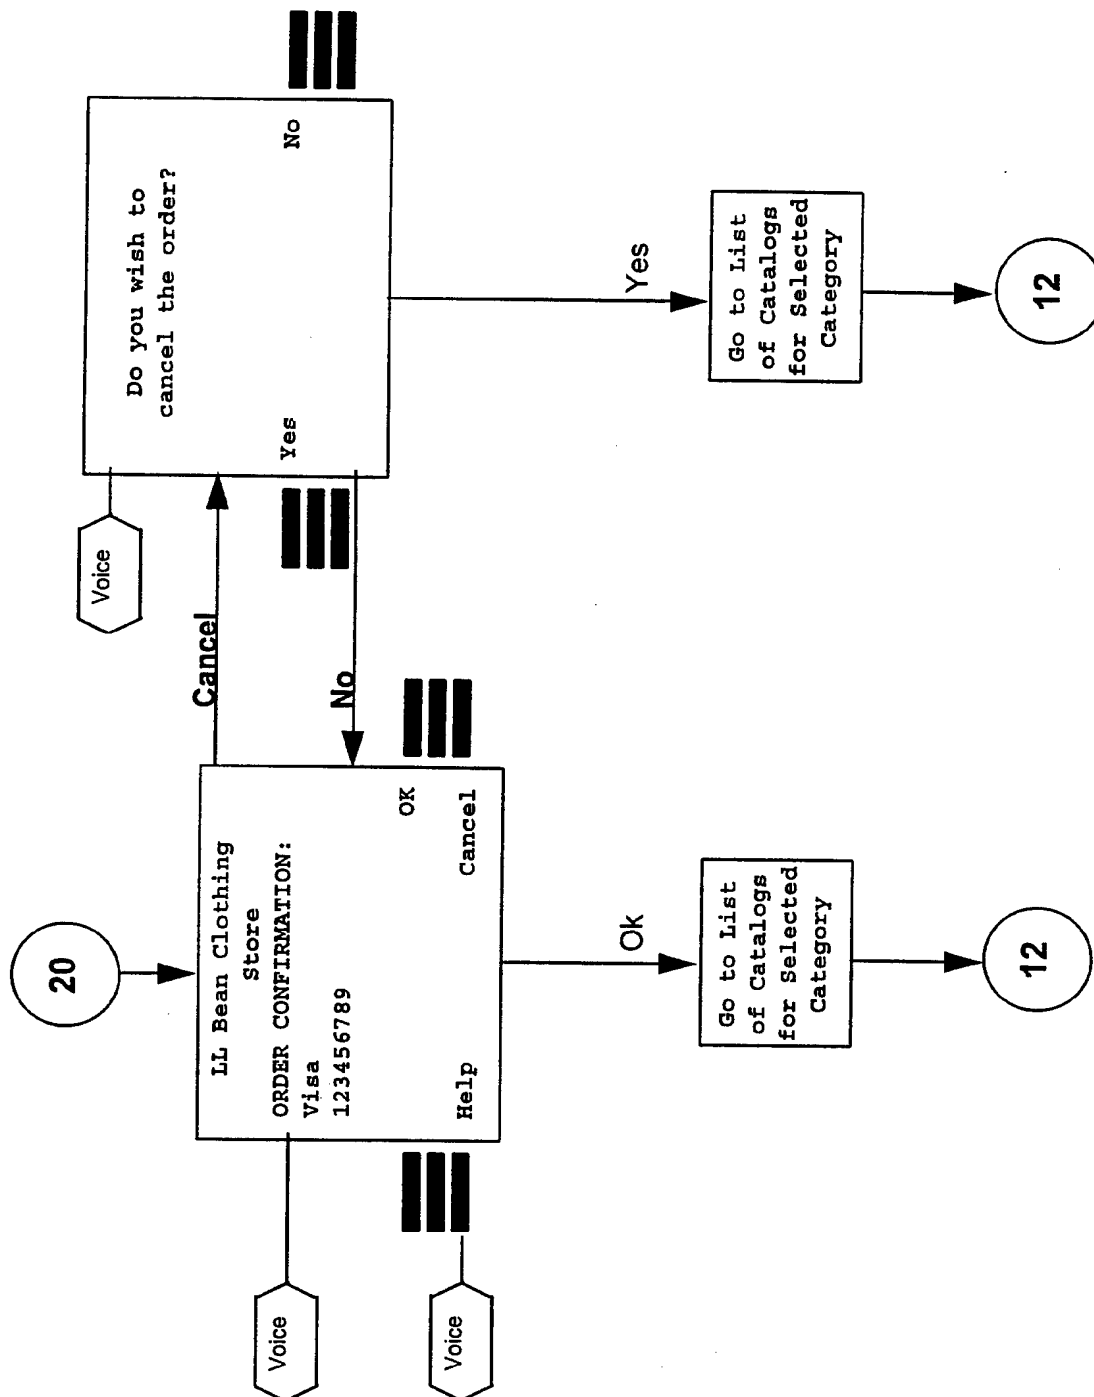 20
LL Bean Clothing
Store
ORDER CONFIRMATION:
Visa
123456789
OK
Help
Cancel
Voice
Voice
Cancel
No
Voice
Do you wish to
cancel the order?
Yes
No
Ok
Go to List
of Catalogs
for Selected
Category
12
Yes
Go to List
of Catalogs
for Selected
Category
12